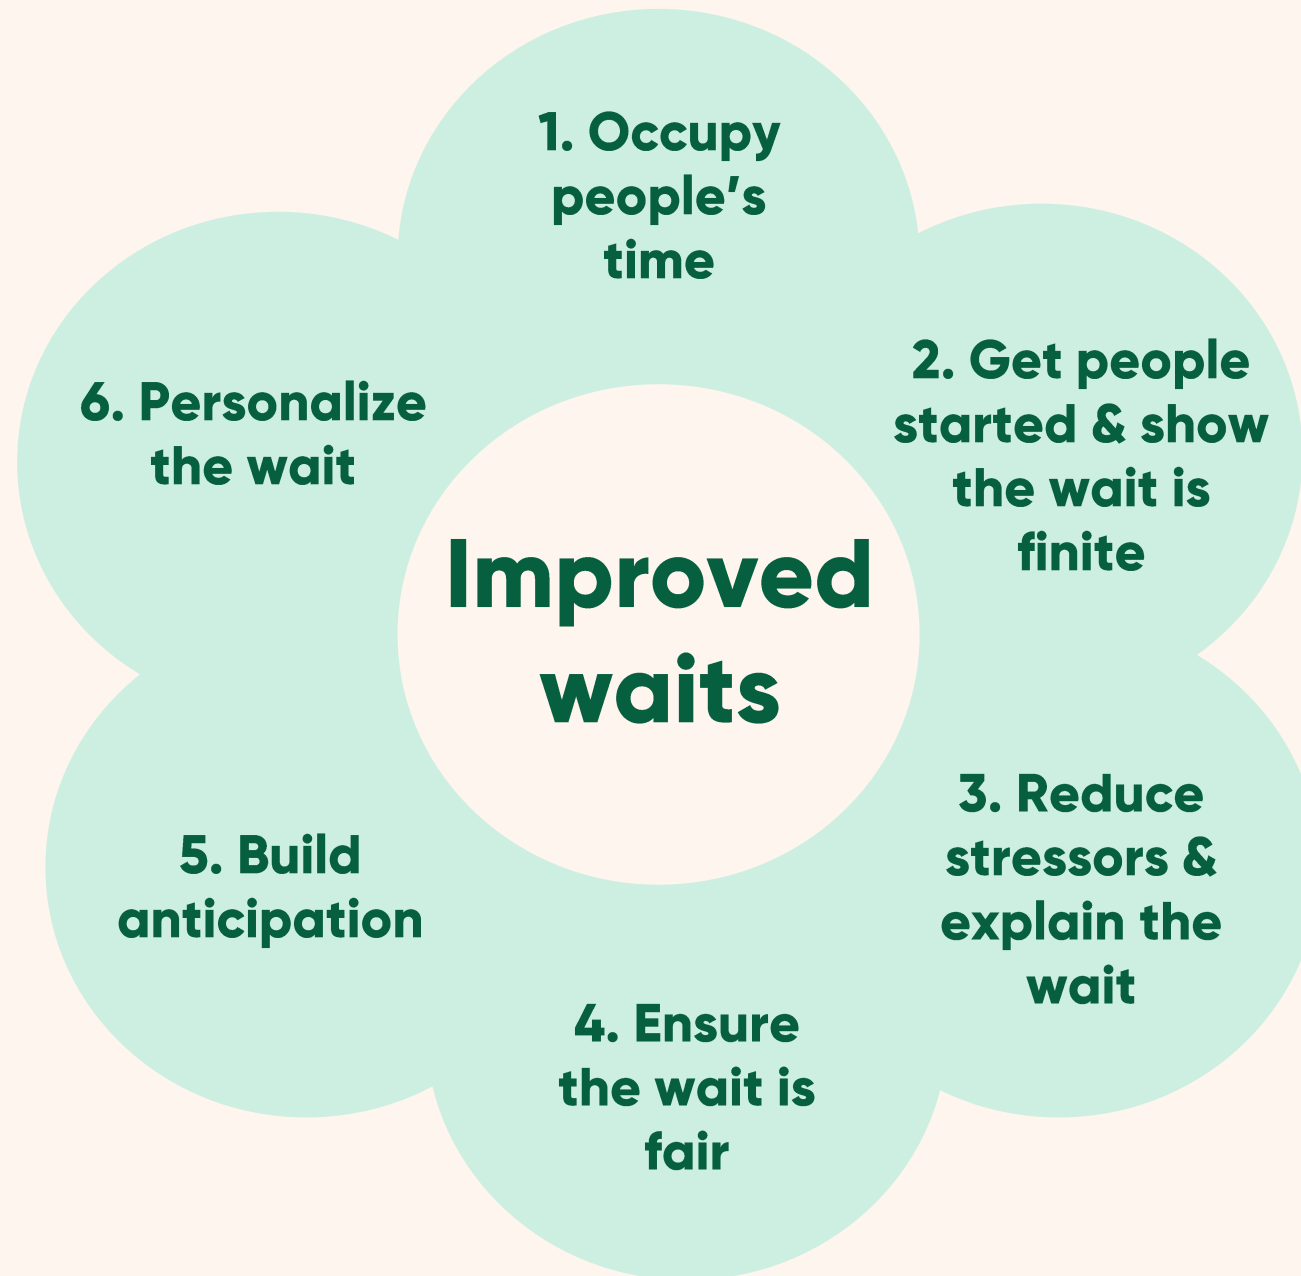 1. Occupy
people’s
time
2. Get people
started & show
the wait is
finite
3. Reduce
stressors &
explain the
wait
4. Ensure
the wait is
fair
5. Build
anticipation
6. Personalize
the wait
Improved
waits